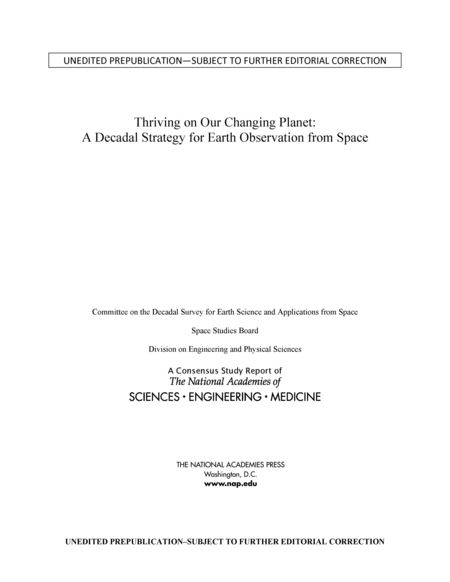 UNEDITED PREPUBLICATION—SUBJECT TO FURTHER EDITORIAL CORRECTION
Thriving on Our Changing Planet:
A Decadal Strategy for Earth Observation from Space
Committee on the Decadal Survey for Earth Science and Applications from Space
Space Studies Board
Division on Engineering and Physical Sciences
A Consensus Study Report of
The National Academies of
SCIENCES • ENGINEERING • MEDICINE
THE NATIONAL ACADEMIES PRESS
Washington, D.C.
www.nap.edu
UNEDITED PREPUBLICATION–SUBJECT TO FURTHER EDITORIAL CORRECTION